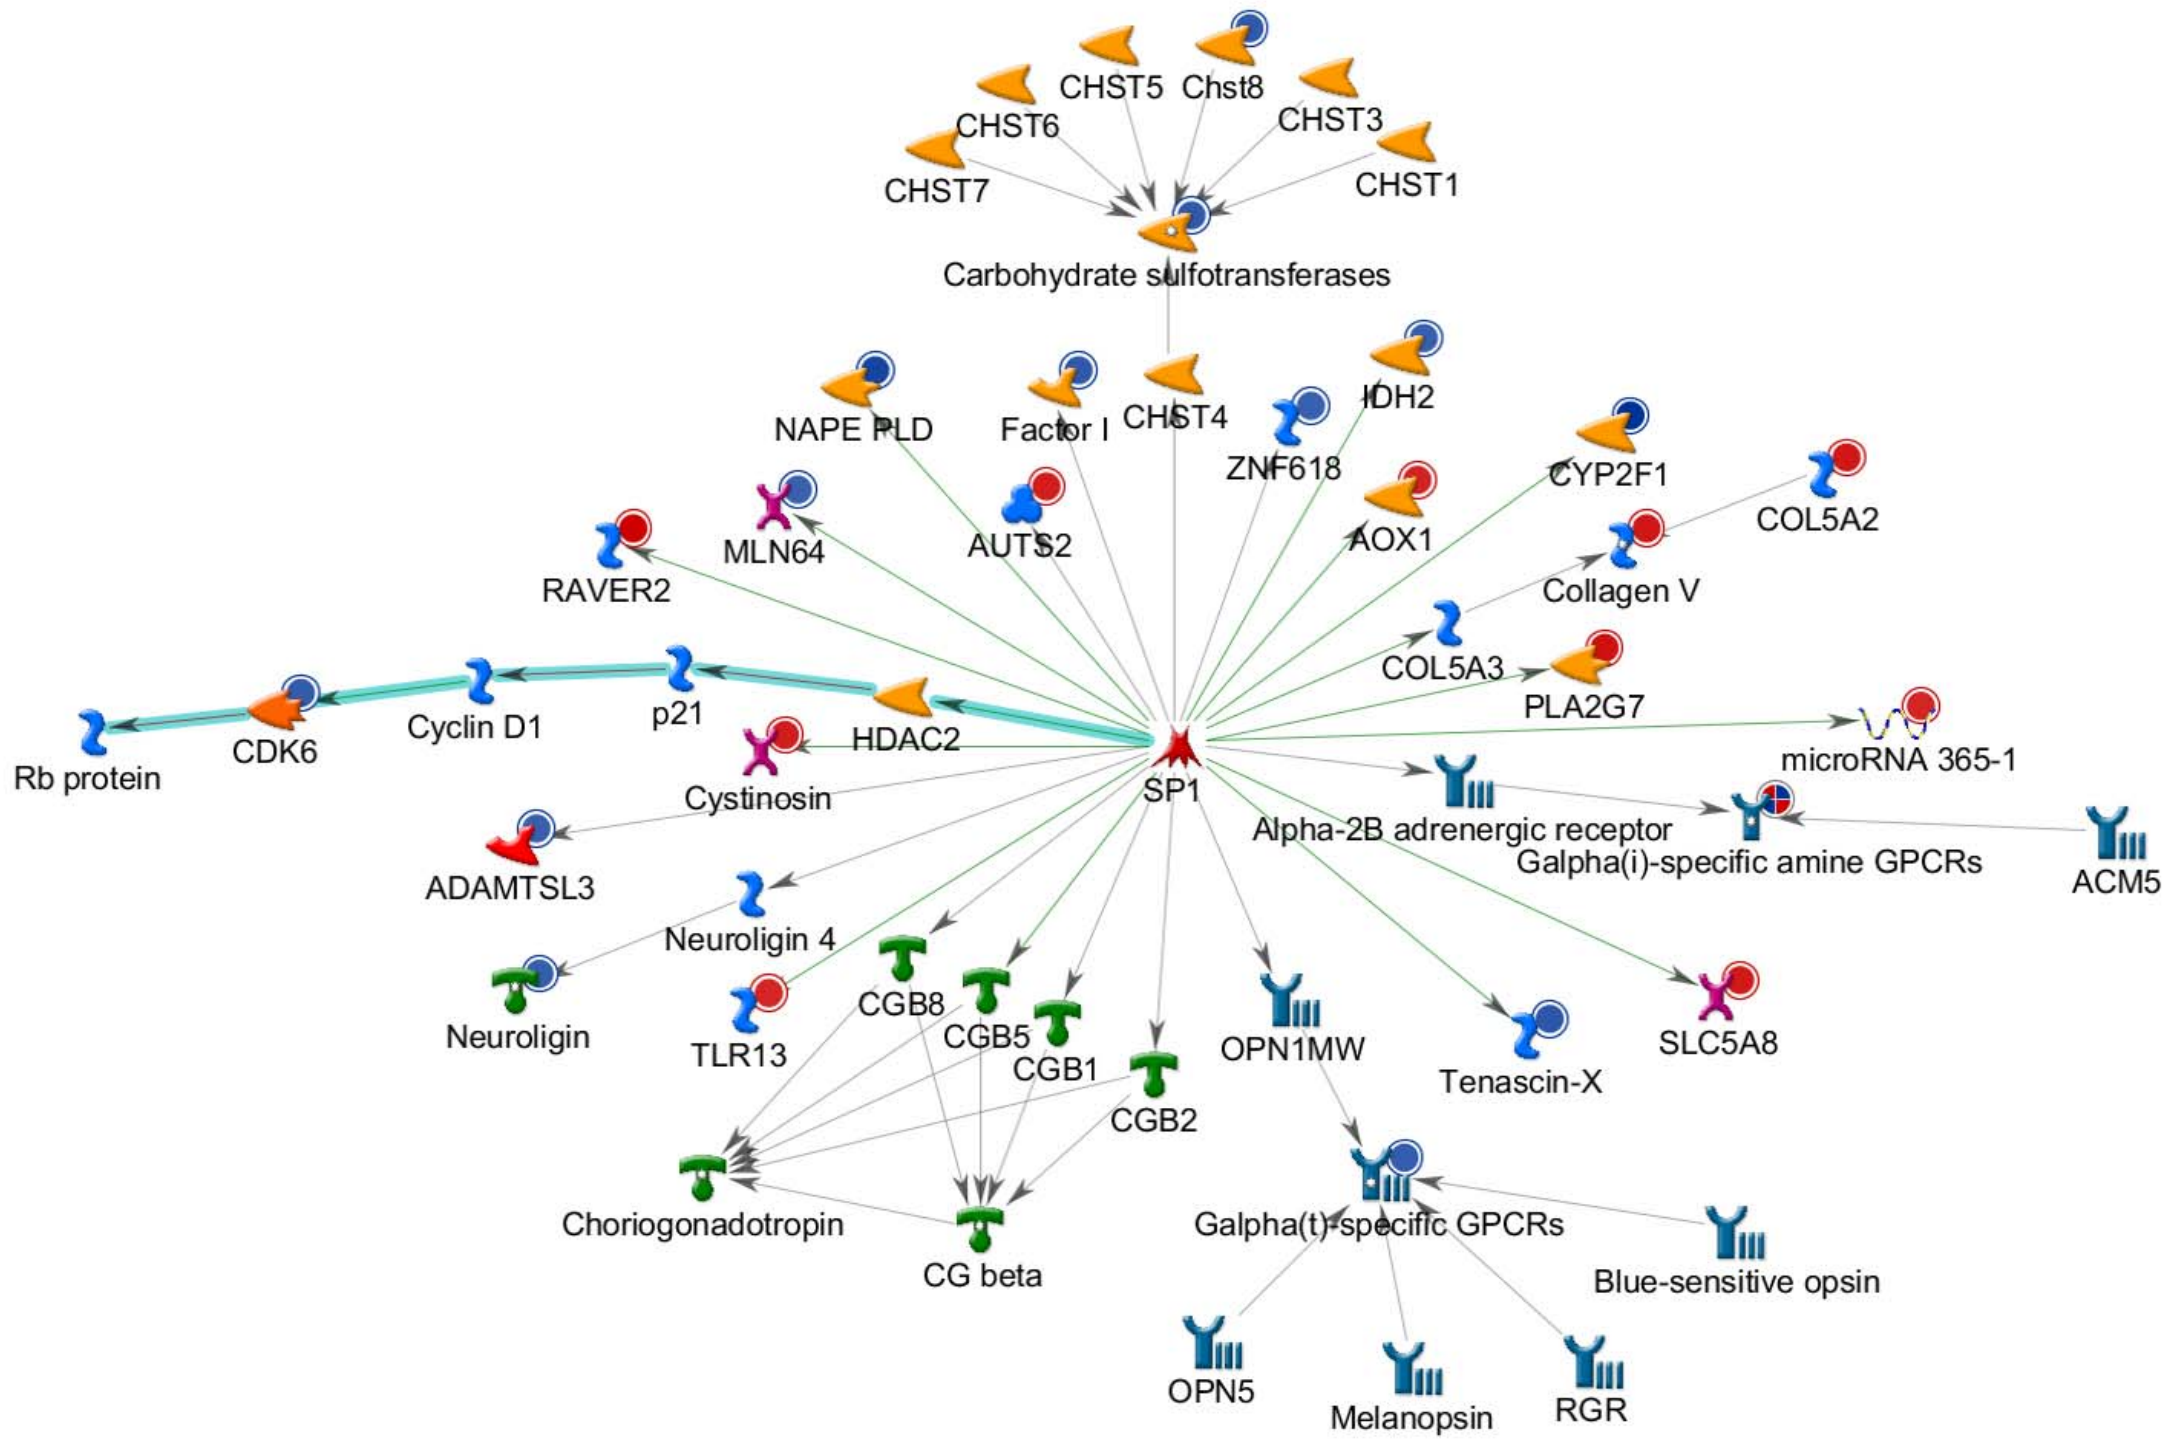 CHST5
Chst8
CHST6
CHST3
CHST7
CHST1
Carbohydrate sulfotransferases
NAPE PLD
Factor I
CHST4
ZNF618
IDH2
CYP2F1
MLN64
AUTS2
AOX1
COL5A2
RAVER2
Collagen V
COL5A3
PLA2G7
Rb protein
CDK6
Cyclin D1
p21
HDAC2
microRNA 365-1
Cystinosin
SP1
Alpha-2B adrenergic receptor
Galpha(i)-specific amine GPCRs
ACM5
ADAMTSL3
Neuroligin 4
Neuroligin
TLR13
CGB8
CGB5
CGB1
CGB2
OPN1MW
Tenascin-X
SLC5A8
Choriogonadotropin
CG beta
Galpha(t)-specific GPCRs
Blue-sensitive opsin
OPN5
Melanopsin
RGR